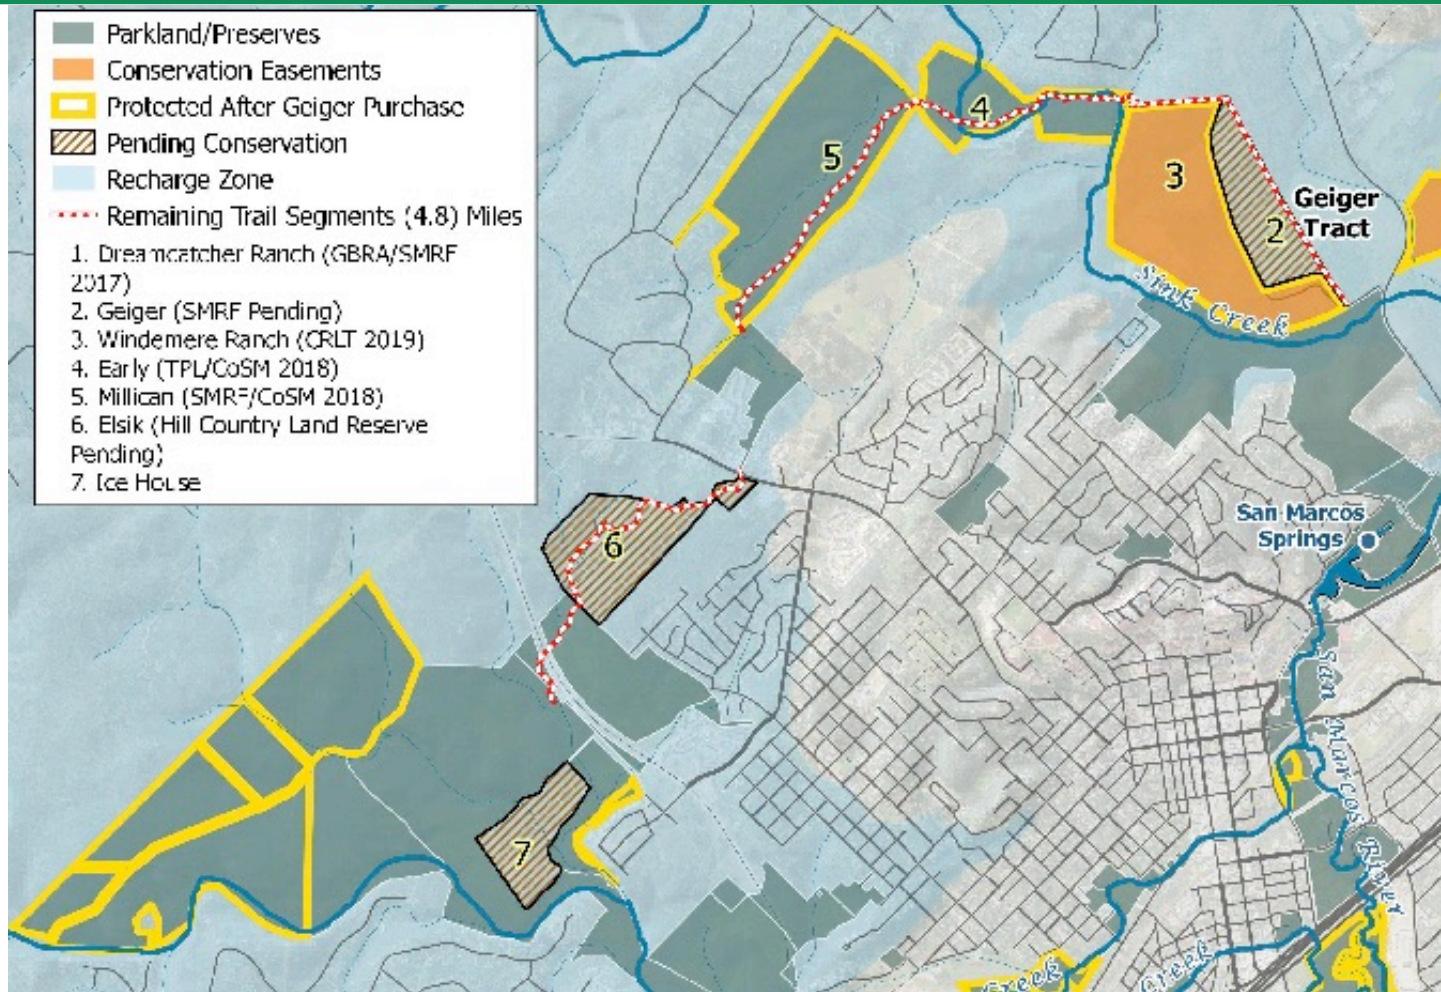 Parkland/Preserves
Conservation Easements
Protected After Geiger Purchase
Pending Conservation
Recharge Zone
Remaining Trail Segments (4.8) Miles
1. Dreamcatcher Ranch (GBRA/SMRF
2017)
2. Geiger (SMRF Pending)
3. Windemere Ranch (CRLT 2019)
4. Early (TPL/CoSM 2018)
5. Millican (SMRF/CoSM 2018)
6. Elsik (Hill Country Land Reserve
Pending)
7. Ice House
4
5
3
Geiger
Tract
2
Sink Creek
San Marcos
Springs
6
San Marcos River
7
Creek
Creek